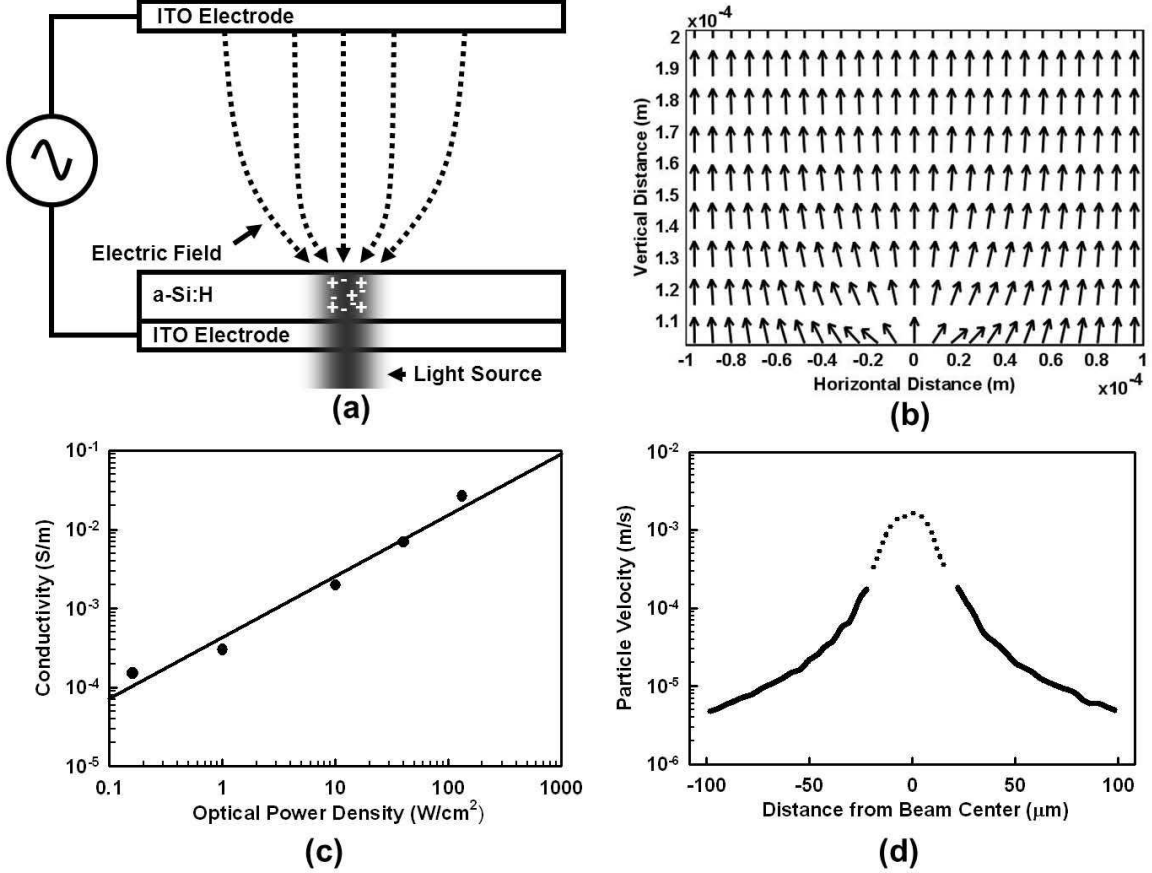 ITO Electrode
Electric Field
a-Si:H
+ - +
- + -
+ - +
ITO Electrode
Light Source
(a)
×10⁻⁴
2
1.9
1.8
1.7
1.6
1.5
1.4
1.3
1.2
1.1
Vertical Distance (m)
-1 -0.8 -0.6 -0.4 -0.2 0 0.2 0.4 0.6 0.8 1
Horizontal Distance (m)
×10⁻⁴
(b)
10⁻¹
10⁻²
10⁻³
10⁻⁴
10⁻⁵
Conductivity (S/m)
0.1 1 10 100 1000
Optical Power Density (W/cm²)
(c)
10⁻²
10⁻³
10⁻⁴
10⁻⁵
10⁻⁶
Particle Velocity (m/s)
-100 -50 0 50 100
Distance from Beam Center (μm)
(d)